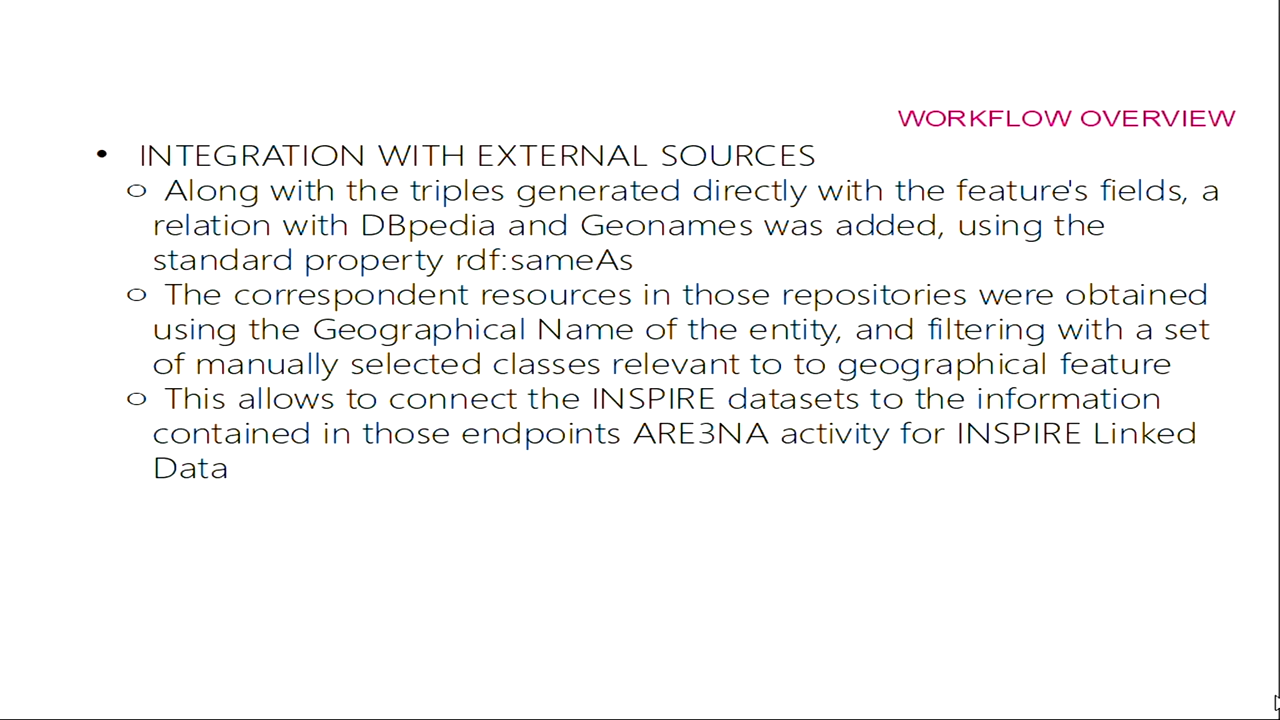 WORKFLOW OVERVIEW
• INTEGRATION WITH EXTERNAL SOURCES
o Along with the triples generated directly with the feature's fields, a
relation with DBpedia and Geonames was added, using the
standard property rdf:sameAs
o The correspondent resources in those repositories were obtained
using the Geographical Name of the entity, and filtering with a set
of manually selected classes relevant to to geographical feature
o This allows to connect the INSPIRE datasets to the information
contained in those endpoints ARE3NA activity for INSPIRE Linked
Data